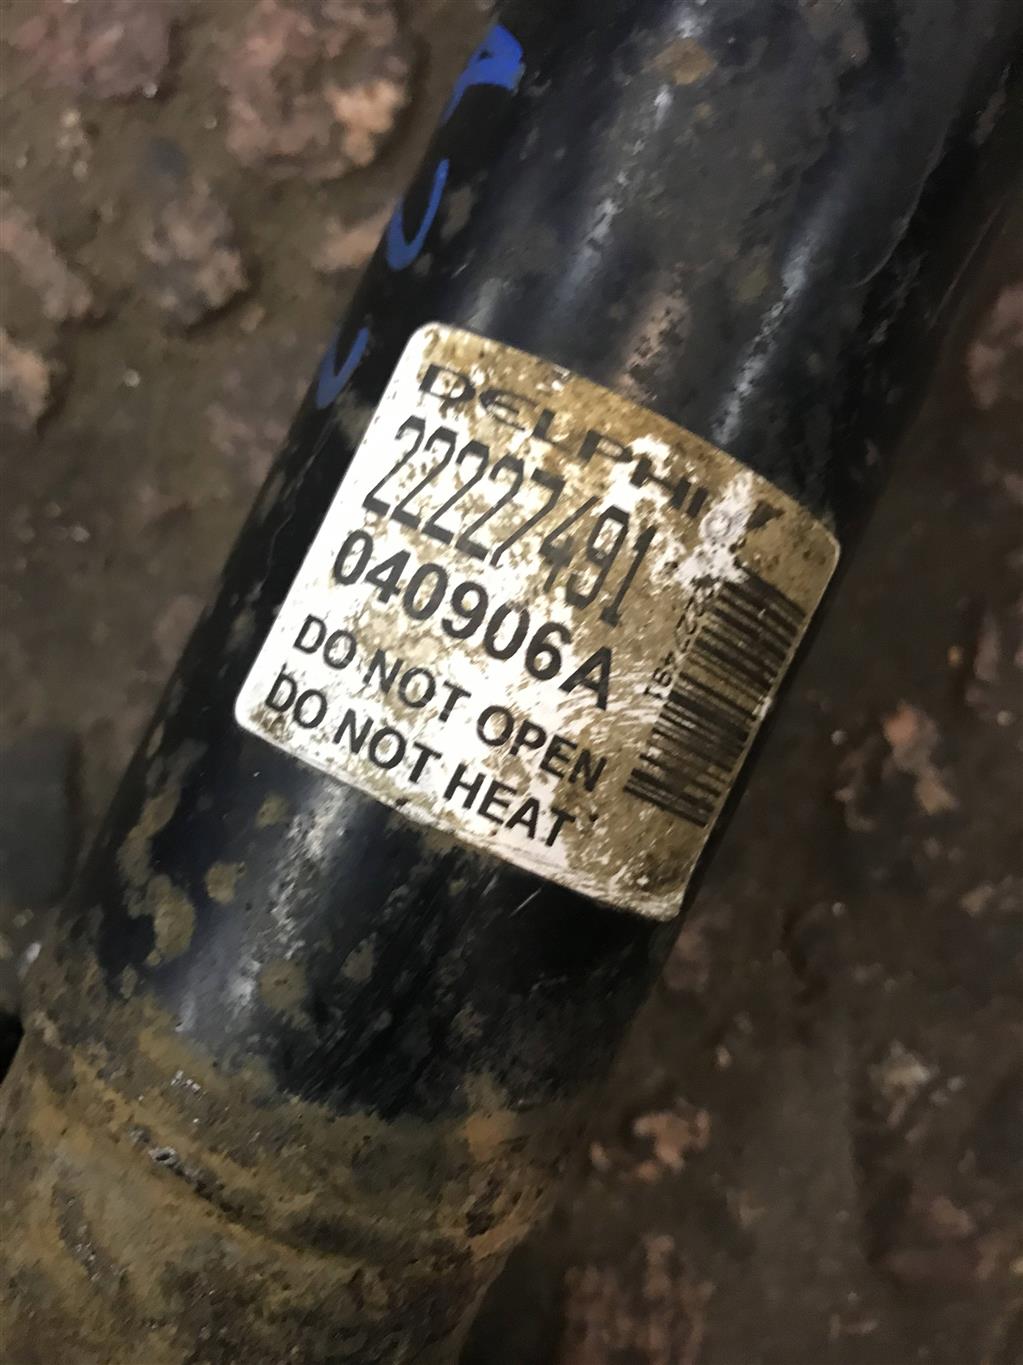 DELPHI
22227491
040906A
DO NOT OPEN
DO NOT HEAT